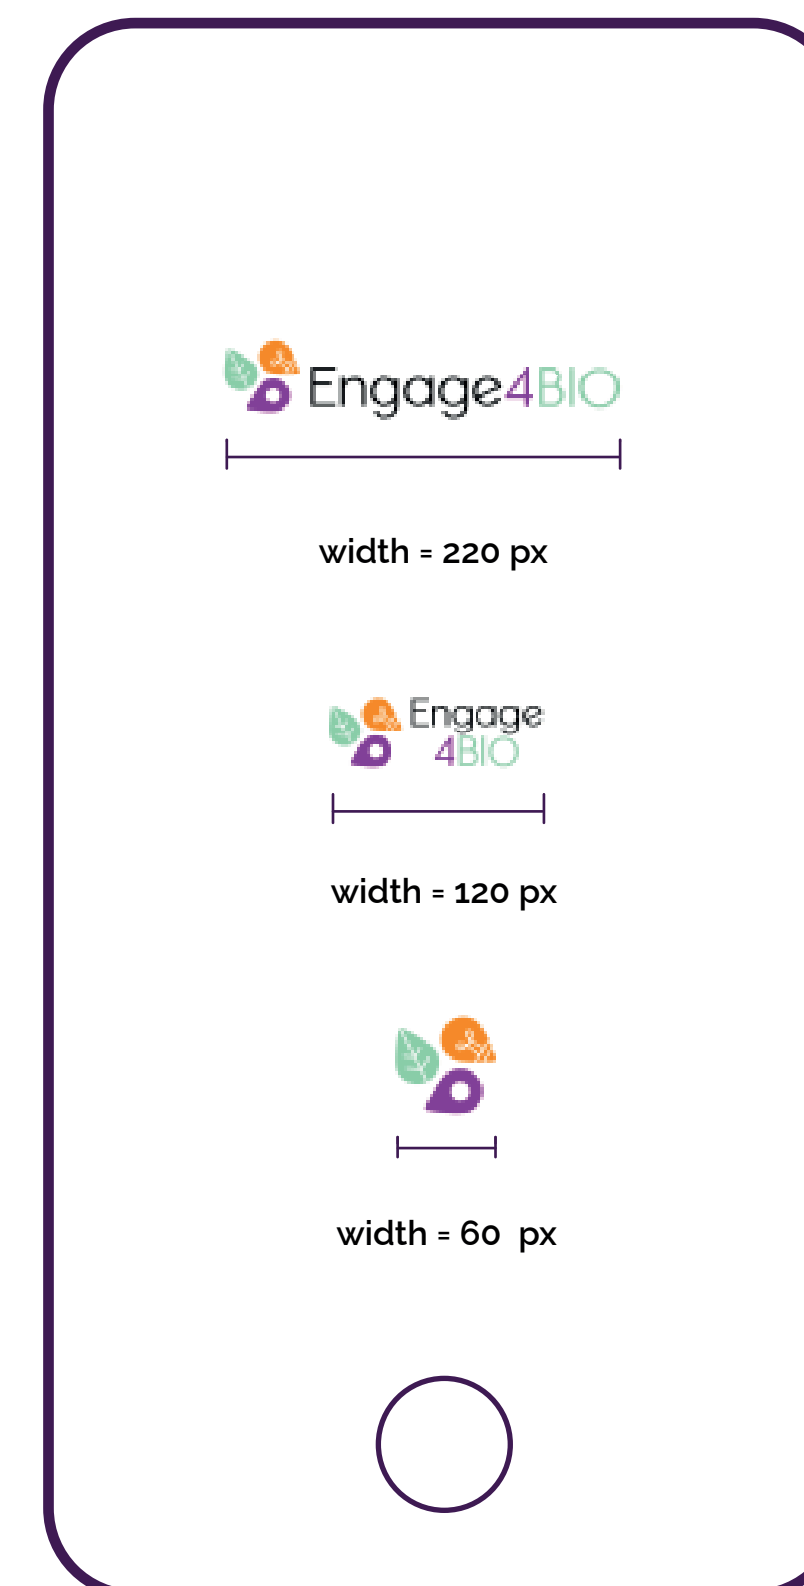 Engage4BIO
width = 220 px
Engage
4BIO
width = 120 px
width = 60  px